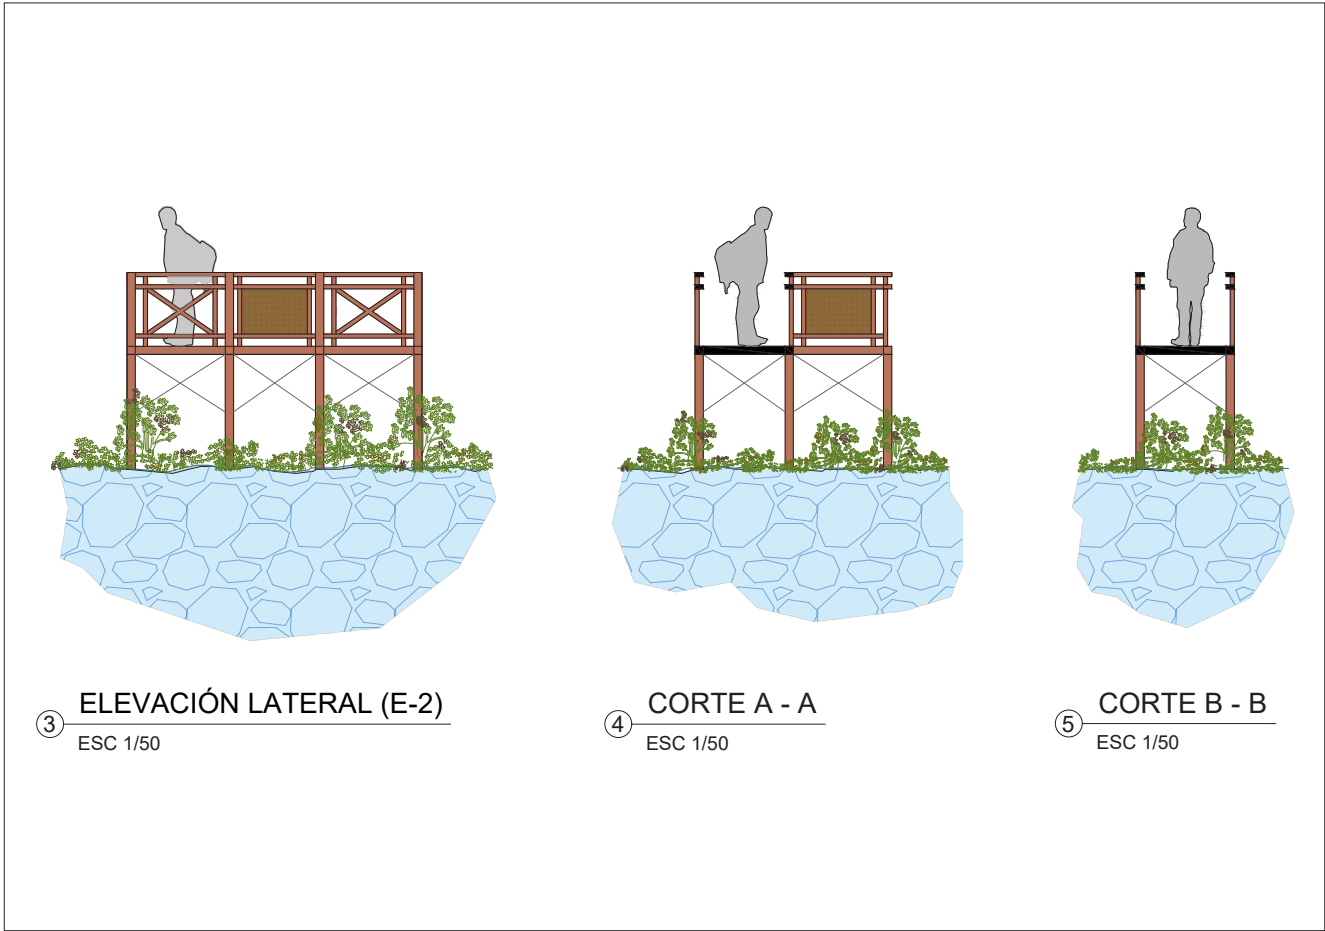 3 ELEVACIÓN LATERAL (E-2)
ESC 1/50
4 CORTE A - A
ESC 1/50
5 CORTE B - B
ESC 1/50